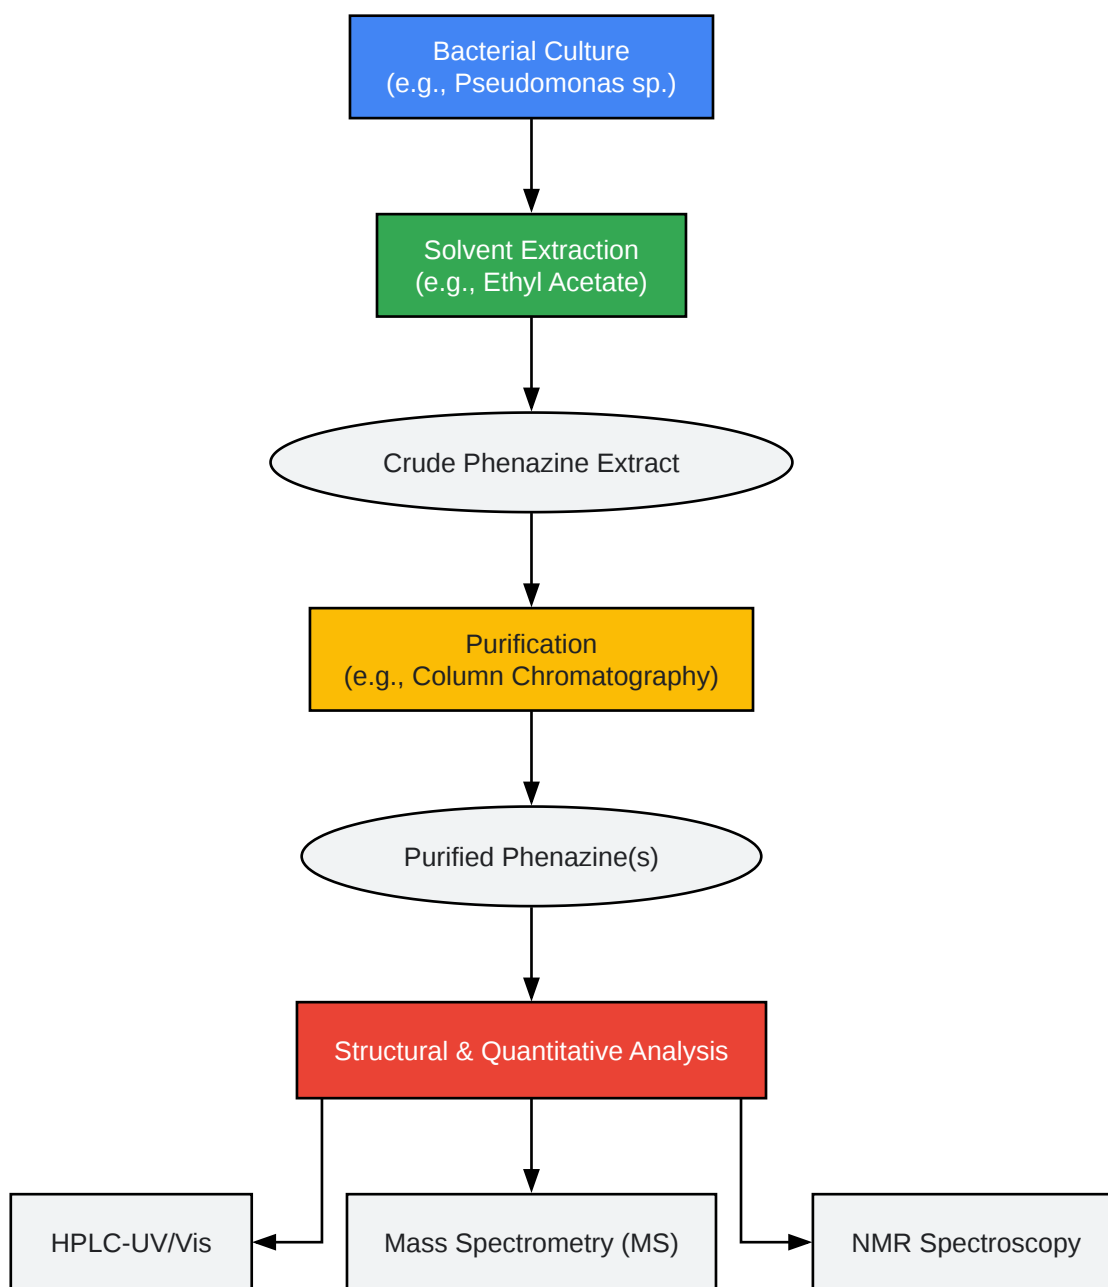 Bacterial Culture
(e.g., Pseudomonas sp.)
Solvent Extraction
(e.g., Ethyl Acetate)
Crude Phenazine Extract
Purification
(e.g., Column Chromatography)
Purified Phenazine(s)
Structural & Quantitative Analysis
HPLC-UV/Vis
Mass Spectrometry (MS)
NMR Spectroscopy